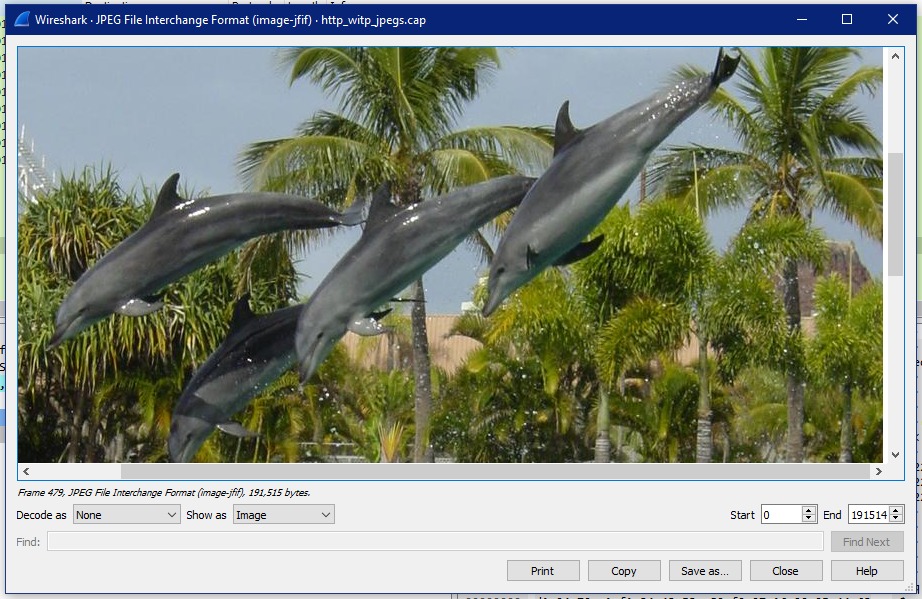 Wireshark · JPEG File Interchange Format (image-jfif) · http_witp_jpegs.cap
Frame 479, JPEG File Interchange Format (image-jfif), 191,515 bytes.
Decode as None Show as Image Start 0 End 191514
Find: Find Next
Print Copy Save as... Close Help